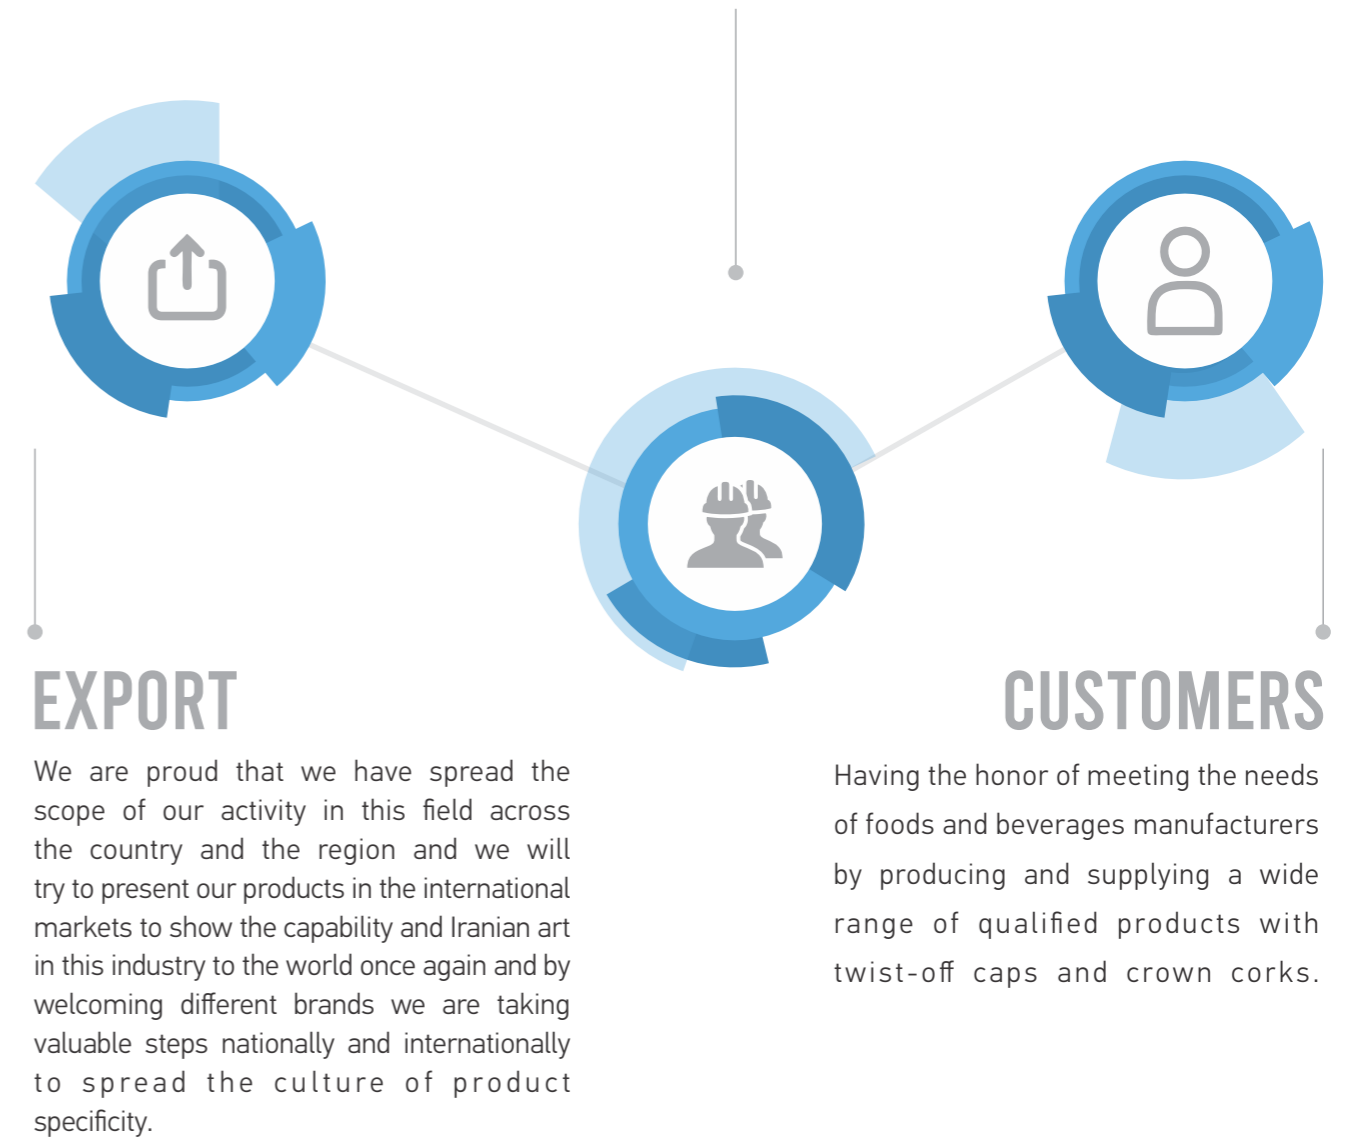 EXPORT
We are proud that we have spread the
scope of our activity in this field across
the country and the region and we will
try to present our products in the international
markets to show the capability and Iranian art
in this industry to the world once again and by
welcoming different brands we are taking
valuable steps nationally and internationally
to spread the culture of product
specificity.
CUSTOMERS
Having the honor of meeting the needs
of foods and beverages manufacturers
by producing and supplying a wide
range of qualified products with
twist-off caps and crown corks.